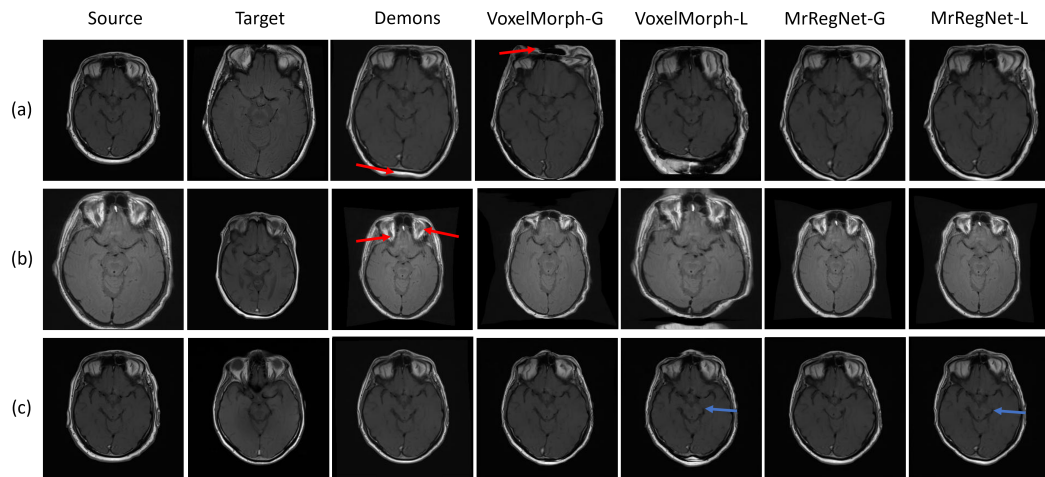 Source Target Demons VoxelMorph-G VoxelMorph-L MrRegNet-G MrRegNet-L
(a)
(b)
(c)